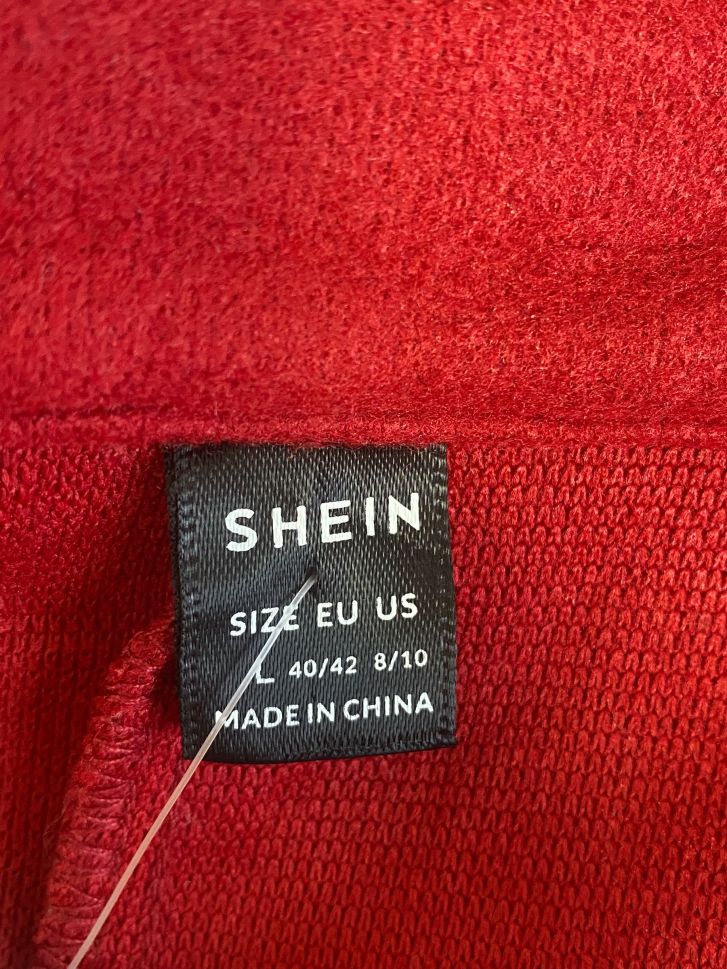 SHEIN
SIZE EU US
L 40/42 8/10
MADE IN CHINA